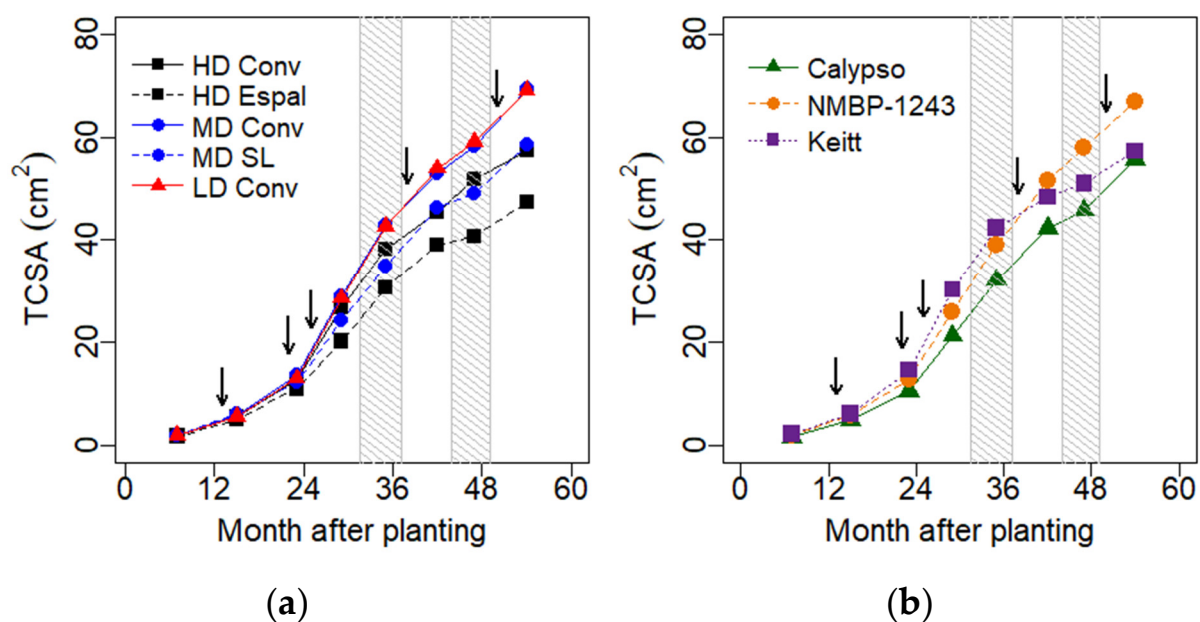 80
60
40
20
0
TCSA (cm²)
HD Conv
HD Espal
MD Conv
MD SL
LD Conv
0 12 24 36 48 60
Month after planting
(a)
80
60
40
20
0
TCSA (cm²)
Calypso
NMBP-1243
Keitt
0 12 24 36 48 60
Month after planting
(b)